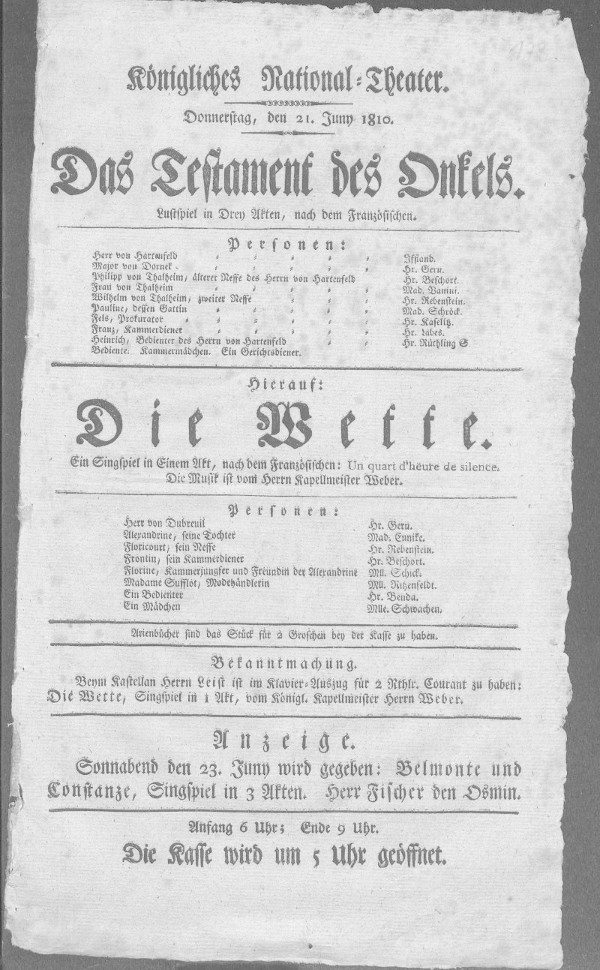 Königliches National-Theater.
Donnerstag, den 21. Juny 1810.
Das Testament des Onkels.
Lustspiel in Drey Akten, nach dem Französischen.
Personen:
Herr von Hartenfeld Iffland.
Major von Dorneck Hr. Gern.
Philipp von Thalheim, älterer Neffe des Herrn von Hartenfeld Hr. Beschort.
Frau von Thalheim Mad. Vanini.
Wilhelm von Thalheim, zweiter Neffe Hr. Rebenstein.
Pauline, dessen Gattin Mad. Schröck.
Fels, Prokurator Hr. Kaselitz.
Franz, Kammerdiener Hr. Labes.
Heinrich, Bedienter des Herrn von Hartenfeld Hr. Rüthling
Bediente. Kammermädchen. Ein Gerichtsdiener.
Hierauf:
Die Wette.
Ein Singspiel in Einem Akt, nach dem Französischen: Un quart d'heure de silence.
Die Musik ist vom Herrn Kapellmeister Weber.
Personen:
Herr von Dubreuil Hr. Gern.
Alexandrine, seine Tochter Mad. Eunike.
Floricourt, sein Neffe Hr. Rebenstein.
Frontin, sein Kammerdiener Hr. Beschort.
Florine, Kammerjungfer und Freundin der Alexandrine Mll. Schick.
Madame Sufflot, Modehändlerin Mll. Ritzenfeldt.
Ein Bedienter Hr. Benda.
Ein Mädchen Mlle. Schwachen.
Arienbücher sind das Stück für 2 Groschen bey der Kasse zu haben.
Bekanntmachung.
Beym Kastellan Herrn Leist ist im Klavier-Auszug für 2 Rthlr. Courant zu haben:
Die Wette, Singspiel in 1 Akt, vom Königl. Kapellmeister Herrn Weber.
Anzeige.
Sonnabend den 23. Juny wird gegeben: Belmonte und
Constanze, Singspiel in 3 Akten. Herr Fischer den Osmin.
Anfang 6 Uhr; Ende 9 Uhr.
Die Kasse wird um 5 Uhr geöffnet.